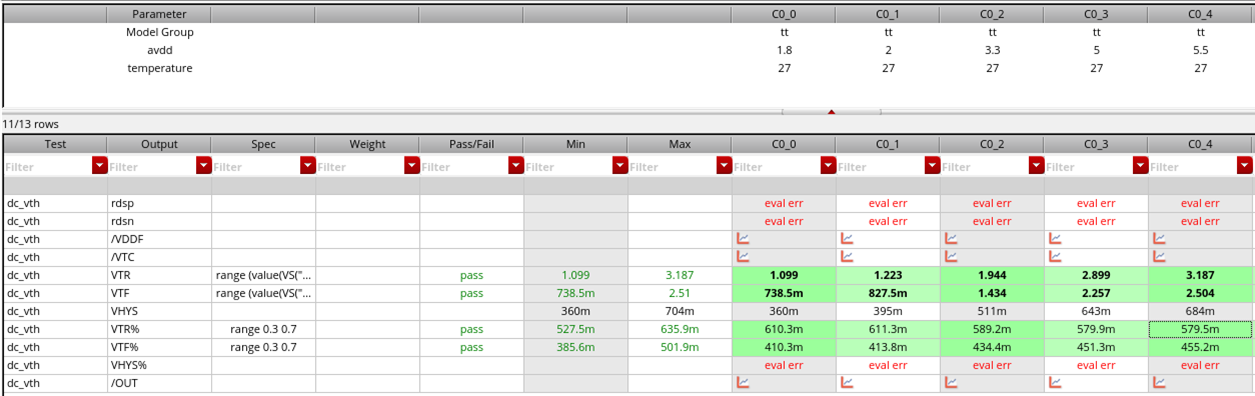 Parameter C0_0 C0_1 C0_2 C0_3 C0_4
Model Group tt tt tt tt tt
avdd 1.8 2 3.3 5 5.5
temperature 27 27 27 27 27
11/13 rows
Test Output Spec Weight Pass/Fail Min Max C0_0 C0_1 C0_2 C0_3 C0_4
Filter Filter Filter Filter Filter Filter Filter Filter Filter Filter Filter Filter
dc_vth rdsp eval err eval err eval err eval err eval err
dc_vth rdsn eval err eval err eval err eval err eval err
dc_vth /VDDF
dc_vth /VTC
dc_vth VTR range (value(VS("... pass 1.099 3.187 1.099 1.223 1.944 2.899 3.187
dc_vth VTF range (value(VS("... pass 738.5m 2.51 738.5m 827.5m 1.434 2.257 2.504
dc_vth VHYS 360m 704m 360m 395m 511m 643m 684m
dc_vth VTR% range 0.3 0.7 pass 527.5m 635.9m 610.3m 611.3m 589.2m 579.9m 579.5m
dc_vth VTF% range 0.3 0.7 pass 385.6m 501.9m 410.3m 413.8m 434.4m 451.3m 455.2m
dc_vth VHYS% eval err eval err eval err eval err eval err
dc_vth /OUT